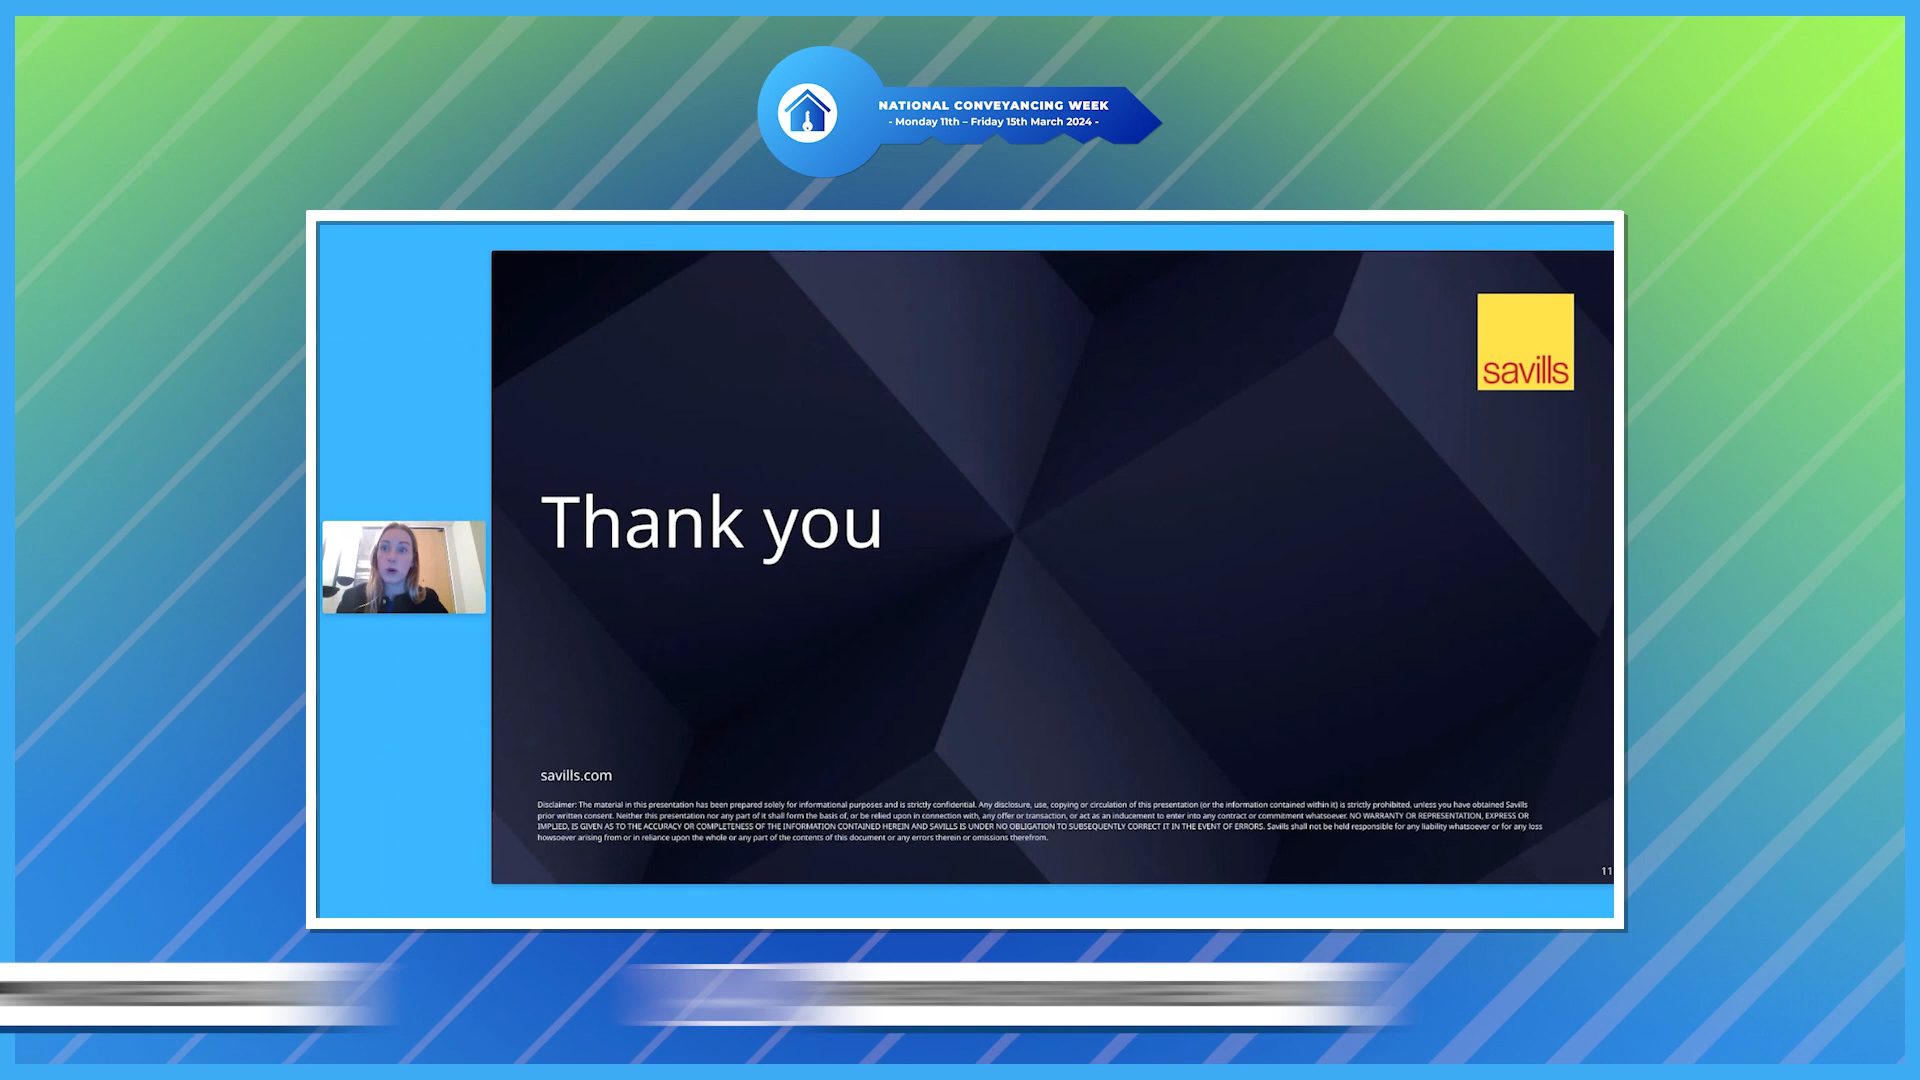 NATIONAL CONVEYANCING WEEK
- Monday 11th – Friday 15th March 2024 -
savills
Thank you
savills.com
Disclaimer: The material in this presentation has been prepared solely for informational purposes and is strictly confidential. Any disclosure, use, copying or circulation of this presentation (or the information contained within it) is strictly prohibited, unless you have obtained Savills
prior written consent. Neither this presentation nor any part of it shall form the basis of, or be relied upon in connection with, any offer or transaction, or act as an inducement to enter into any contract or commitment whatsoever. NO WARRANTY OR REPRESENTATION, EXPRESS OR
IMPLIED, IS GIVEN AS TO THE ACCURACY OR COMPLETENESS OF THE INFORMATION CONTAINED HEREIN AND SAVILLS IS UNDER NO OBLIGATION TO SUBSEQUENTLY CORRECT IT IN THE EVENT OF ERRORS. Savills shall not be held responsible for any liability whatsoever or for any loss
howsoever arising from or in reliance upon the whole or any part of the contents of this document or any errors therein or omissions therefrom.
11